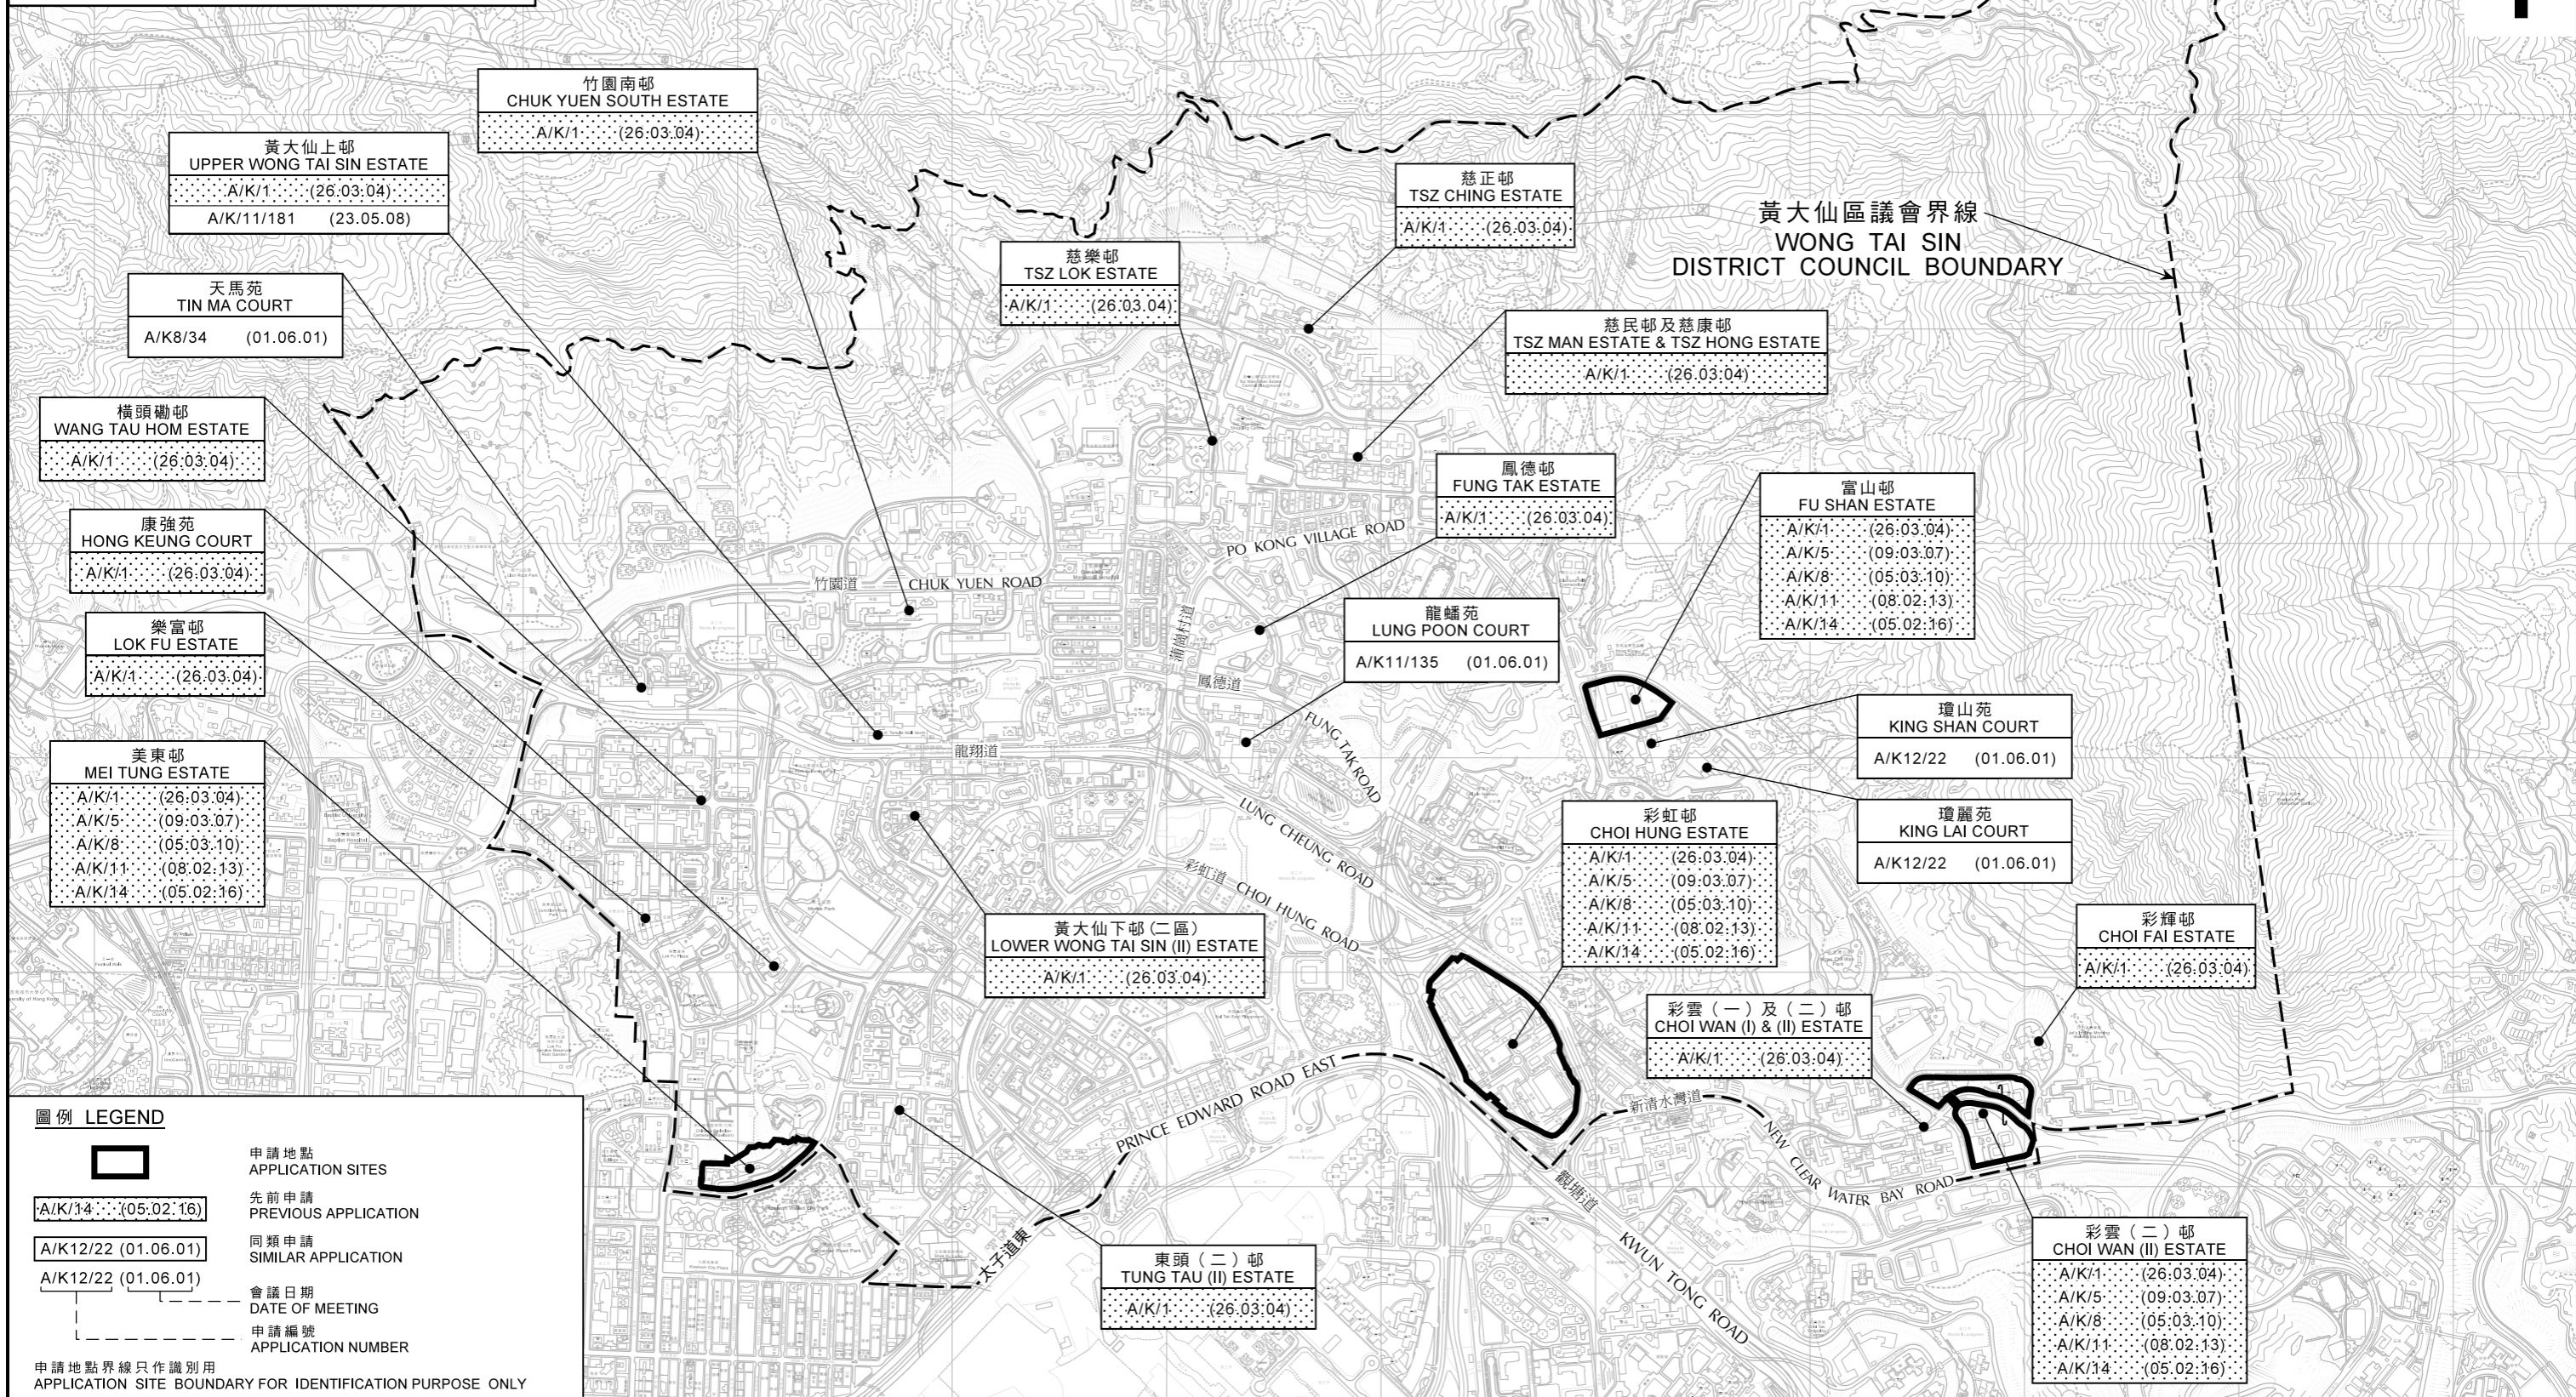 竹園南邨
CHUK YUEN SOUTH ESTATE
A/K/1 (26.03.04)
黃大仙上邨
UPPER WONG TAI SIN ESTATE
A/K/1 (26.03.04)
A/K/11/181 (23.05.08)
慈正邨
TSZ CHING ESTATE
A/K/1 (26.03.04)
黃大仙區議會界線
WONG TAI SIN
DISTRICT COUNCIL BOUNDARY
慈樂邨
TSZ LOK ESTATE
A/K/1 (26.03.04)
天馬苑
TIN MA COURT
A/K8/34 (01.06.01)
慈民邨及慈康邨
TSZ MAN ESTATE & TSZ HONG ESTATE
A/K/1 (26.03.04)
橫頭磡邨
WANG TAU HOM ESTATE
A/K/1 (26.03.04)
鳳德邨
FUNG TAK ESTATE
A/K/1 (26.03.04)
富山邨
FU SHAN ESTATE
A/K/1 (26.03.04)
A/K/5 (09.03.07)
A/K/8 (05.03.10)
A/K/11 (08.02.13)
A/K/14 (05.02.16)
康強苑
HONG KEUNG COURT
A/K/1 (26.03.04)
PO KONG VILLAGE ROAD
竹園道 CHUK YUEN ROAD
蒲崗村道
龍蟠苑
LUNG POON COURT
A/K11/135 (01.06.01)
樂富邨
LOK FU ESTATE
A/K/1 (26.03.04)
鳳德道
FUNG TAK ROAD
瓊山苑
KING SHAN COURT
A/K12/22 (01.06.01)
美東邨
MEI TUNG ESTATE
A/K/1 (26.03.04)
A/K/5 (09.03.07)
A/K/8 (05.03.10)
A/K/11 (08.02.13)
A/K/14 (05.02.16)
龍翔道
LUNG CHEUNG ROAD
瓊麗苑
KING LAI COURT
A/K12/22 (01.06.01)
彩虹邨
CHOI HUNG ESTATE
A/K/1 (26.03.04)
A/K/5 (09.03.07)
A/K/8 (05.03.10)
A/K/11 (08.02.13)
A/K/14 (05.02.16)
彩虹道 CHOI HUNG ROAD
黃大仙下邨(二區)
LOWER WONG TAI SIN (II) ESTATE
A/K/1 (26.03.04)
彩輝邨
CHOI FAI ESTATE
A/K/1 (26.03.04)
彩雲（一）及（二）邨
CHOI WAN (I) & (II) ESTATE
A/K/1 (26.03.04)
PRINCE EDWARD ROAD EAST
太子道東
新清水灣道
NEW CLEAR WATER BAY ROAD
觀塘道
KWUN TONG ROAD
東頭（二）邨
TUNG TAU (II) ESTATE
A/K/1 (26.03.04)
彩雲（二）邨
CHOI WAN (II) ESTATE
A/K/1 (26.03.04)
A/K/5 (09.03.07)
A/K/8 (05.03.10)
A/K/11 (08.02.13)
A/K/14 (05.02.16)
圖例 LEGEND
申請地點
APPLICATION SITES
A/K/14 (05.02.16)
先前申請
PREVIOUS APPLICATION
A/K12/22 (01.06.01)
同類申請
SIMILAR APPLICATION
A/K12/22 (01.06.01)
會議日期
DATE OF MEETING
申請編號
APPLICATION NUMBER
申請地點界線只作識別用
APPLICATION SITE BOUNDARY FOR IDENTIFICATION PURPOSE ONLY